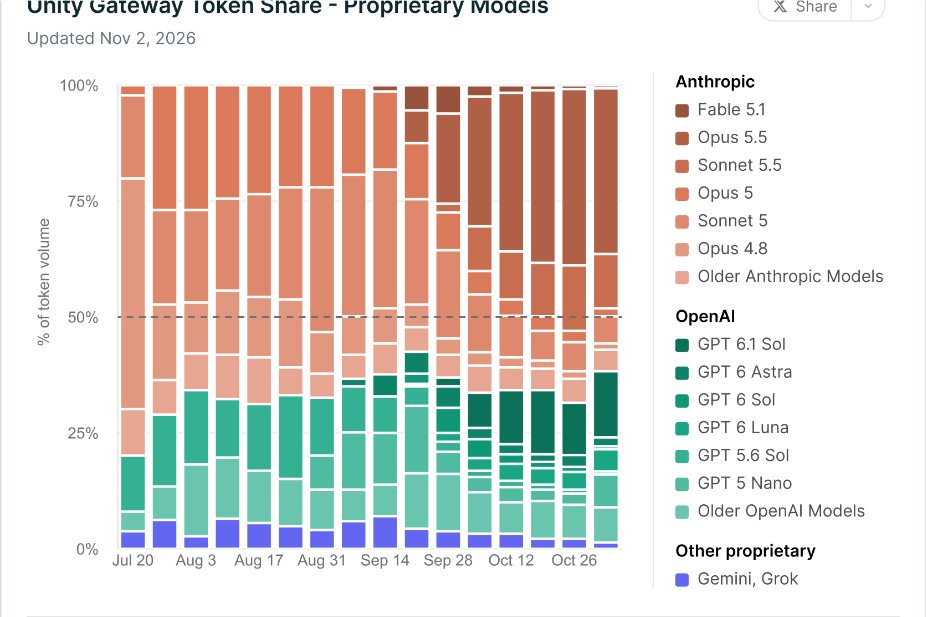 Unity Gateway Token Share - Proprietary Models
Share
Updated Nov 2, 2026
100%
75%
50%
25%
0%
% of token volume
Jul 20
Aug 3
Aug 17
Aug 31
Sep 14
Sep 28
Oct 12
Oct 26
Anthropic
Fable 5.1
Opus 5.5
Sonnet 5.5
Opus 5
Sonnet 5
Opus 4.8
Older Anthropic Models
OpenAI
GPT 6.1 Sol
GPT 6 Astra
GPT 6 Sol
GPT 6 Luna
GPT 5.6 Sol
GPT 5 Nano
Older OpenAI Models
Other proprietary
Gemini, Grok